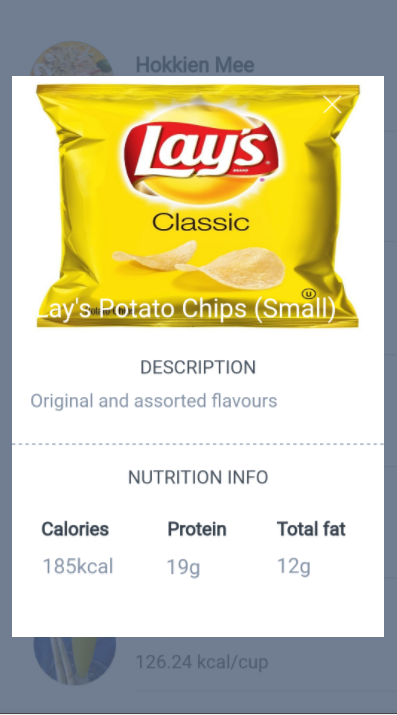 Hokkien Mee
Lay's
BRAND
Classic
U
Lay's Potato Chips (Small)
DESCRIPTION
Original and assorted flavours
NUTRITION INFO
Calories Protein Total fat
185kcal 19g 12g
126.24 kcal/cup